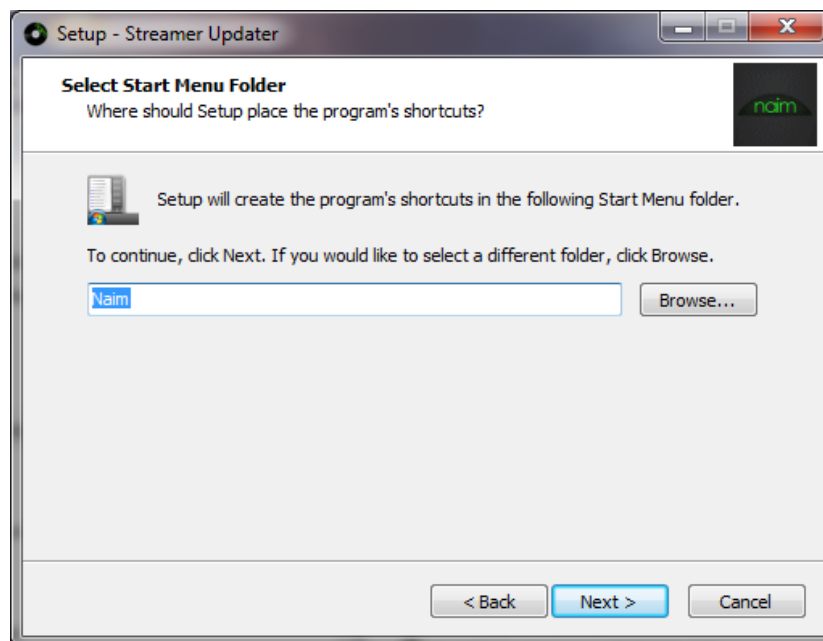 Setup - Streamer Updater
Select Start Menu Folder
Where should Setup place the program's shortcuts?
naim
Setup will create the program's shortcuts in the following Start Menu folder.
To continue, click Next. If you would like to select a different folder, click Browse.
Naim
Browse...
< Back
Next >
Cancel